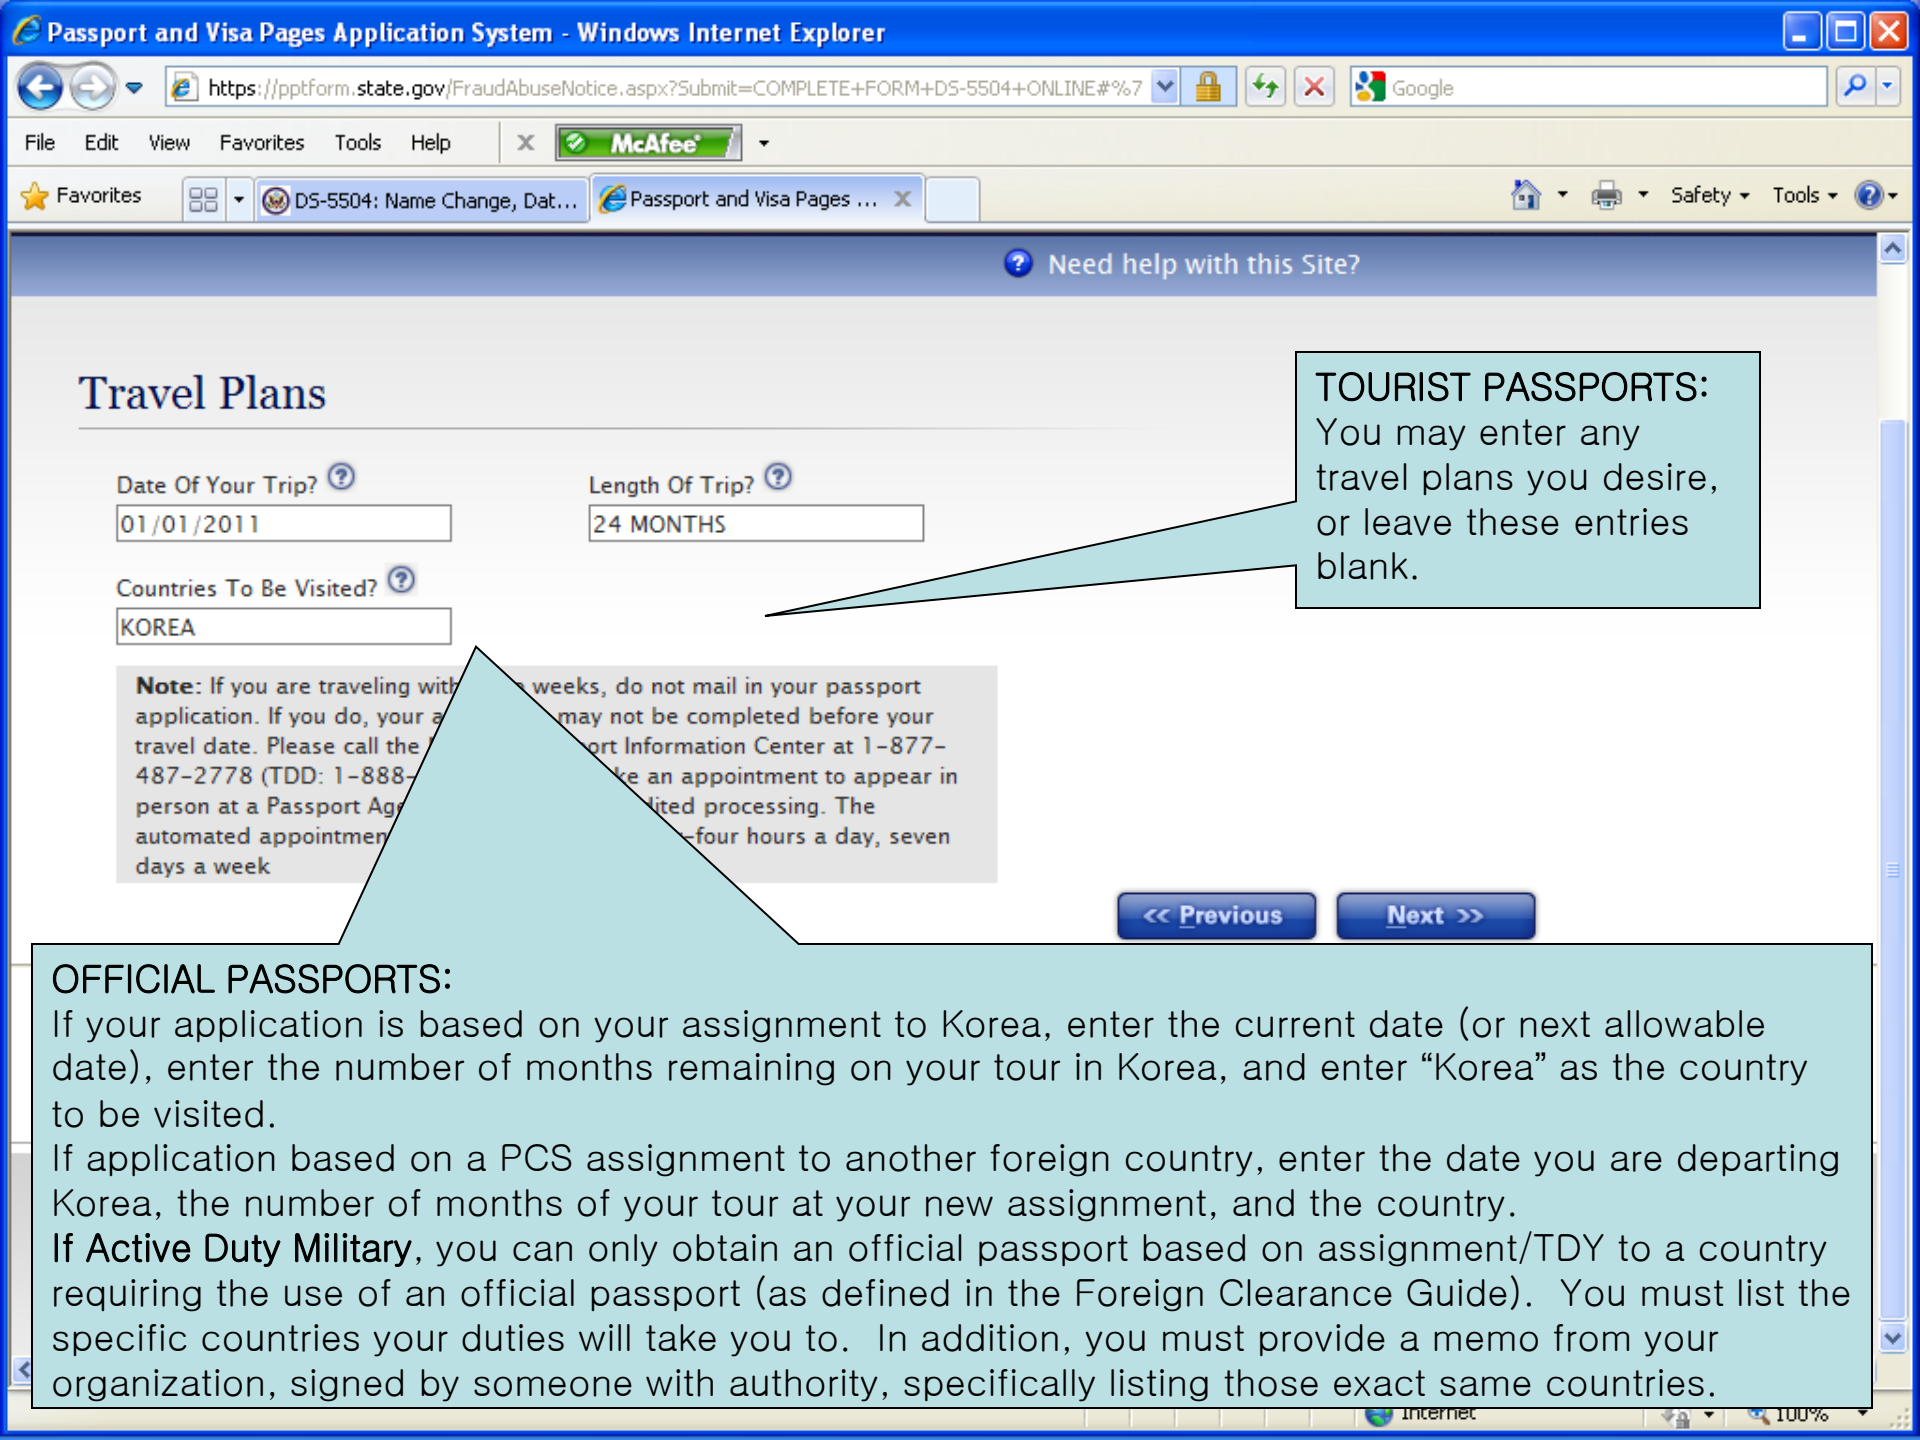 Passport and Visa Pages Application System - Windows Internet Explorer
https://pptform.state.gov/FraudAbuseNotice.aspx?Submit=COMPLETE+FORM+DS-5504+ONLINE#%7
Google
File Edit View Favorites Tools Help X McAfee
Favorites DS-5504: Name Change, Dat... Passport and Visa Pages ... X Safety Tools
Need help with this Site?
Travel Plans
Date Of Your Trip? Length Of Trip?
01/01/2011 24 MONTHS
Countries To Be Visited?
KOREA
TOURIST PASSPORTS:
You may enter any
travel plans you desire,
or leave these entries
blank.
Note: If you are traveling weeks, do not mail in your passport
application. If you do, your may not be completed before your
travel date. Please call the Information Center at 1-877-
487-2778 (TDD: 1-888- an appointment to appear in
person at a Passport processing. The
automated -four hours a day, seven
days a week
<< Previous Next >>
OFFICIAL PASSPORTS:
If your application is based on your assignment to Korea, enter the current date (or next allowable
date), enter the number of months remaining on your tour in Korea, and enter “Korea” as the country
to be visited.
If application based on a PCS assignment to another foreign country, enter the date you are departing
Korea, the number of months of your tour at your new assignment, and the country.
If Active Duty Military, you can only obtain an official passport based on assignment/TDY to a country
requiring the use of an official passport (as defined in the Foreign Clearance Guide). You must list the
specific countries your duties will take you to. In addition, you must provide a memo from your
organization, signed by someone with authority, specifically listing those exact same countries.
Internet 100%